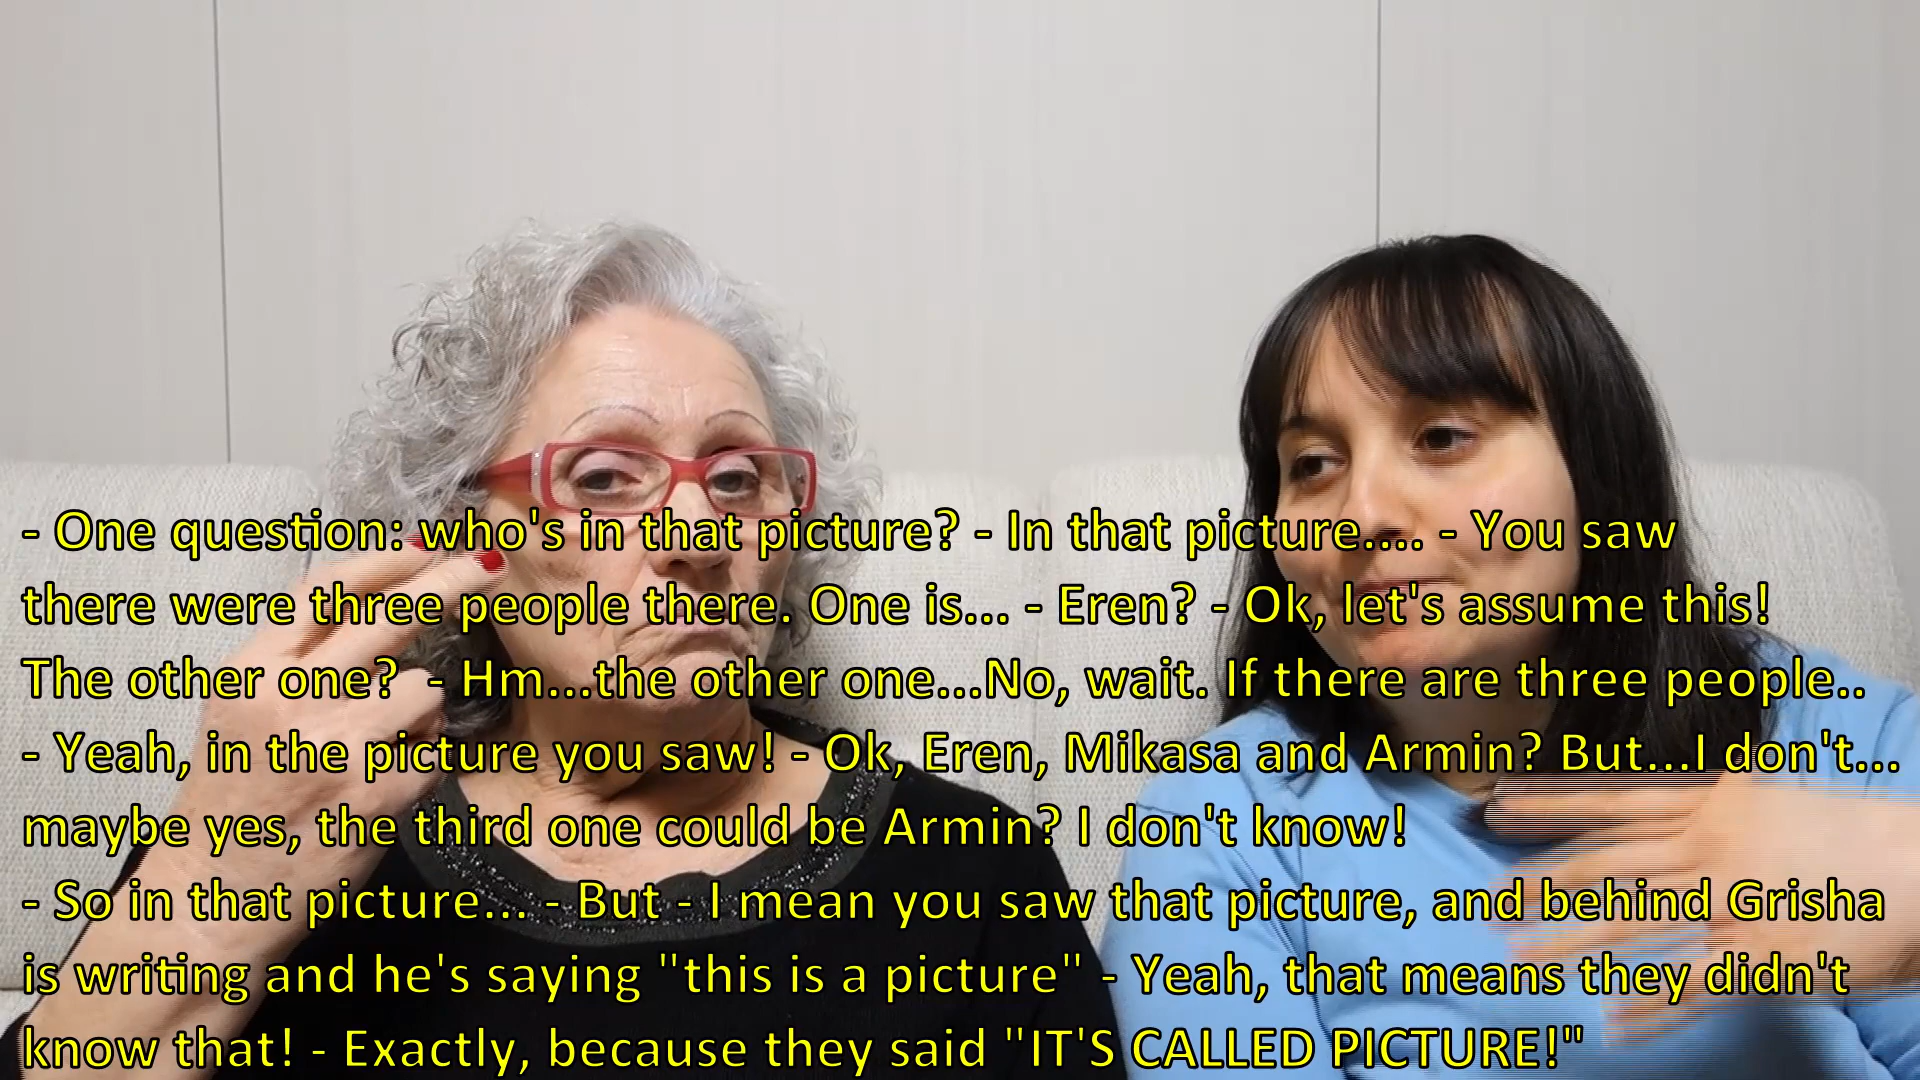 - One question: who's in that picture? - In that picture.... - You saw
there were three people there. One is... - Eren? - Ok, let's assume this!
The other one?  - Hm...the other one...No, wait. If there are three people..
- Yeah, in the picture you saw! - Ok, Eren, Mikasa and Armin? But...I don't...
maybe yes, the third one could be Armin? I don't know!
- So in that picture... - But - I mean you saw that picture, and behind Grisha
is writing and he's saying "this is a picture" - Yeah, that means they didn't
know that! - Exactly, because they said "IT'S CALLED PICTURE!"